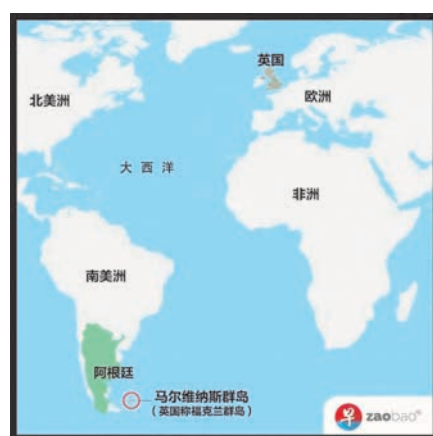 英国
北美洲
欧洲
大西洋
非洲
南美洲
阿根廷
马尔维纳斯群岛
（英国称福克兰群岛）
早 zaobao